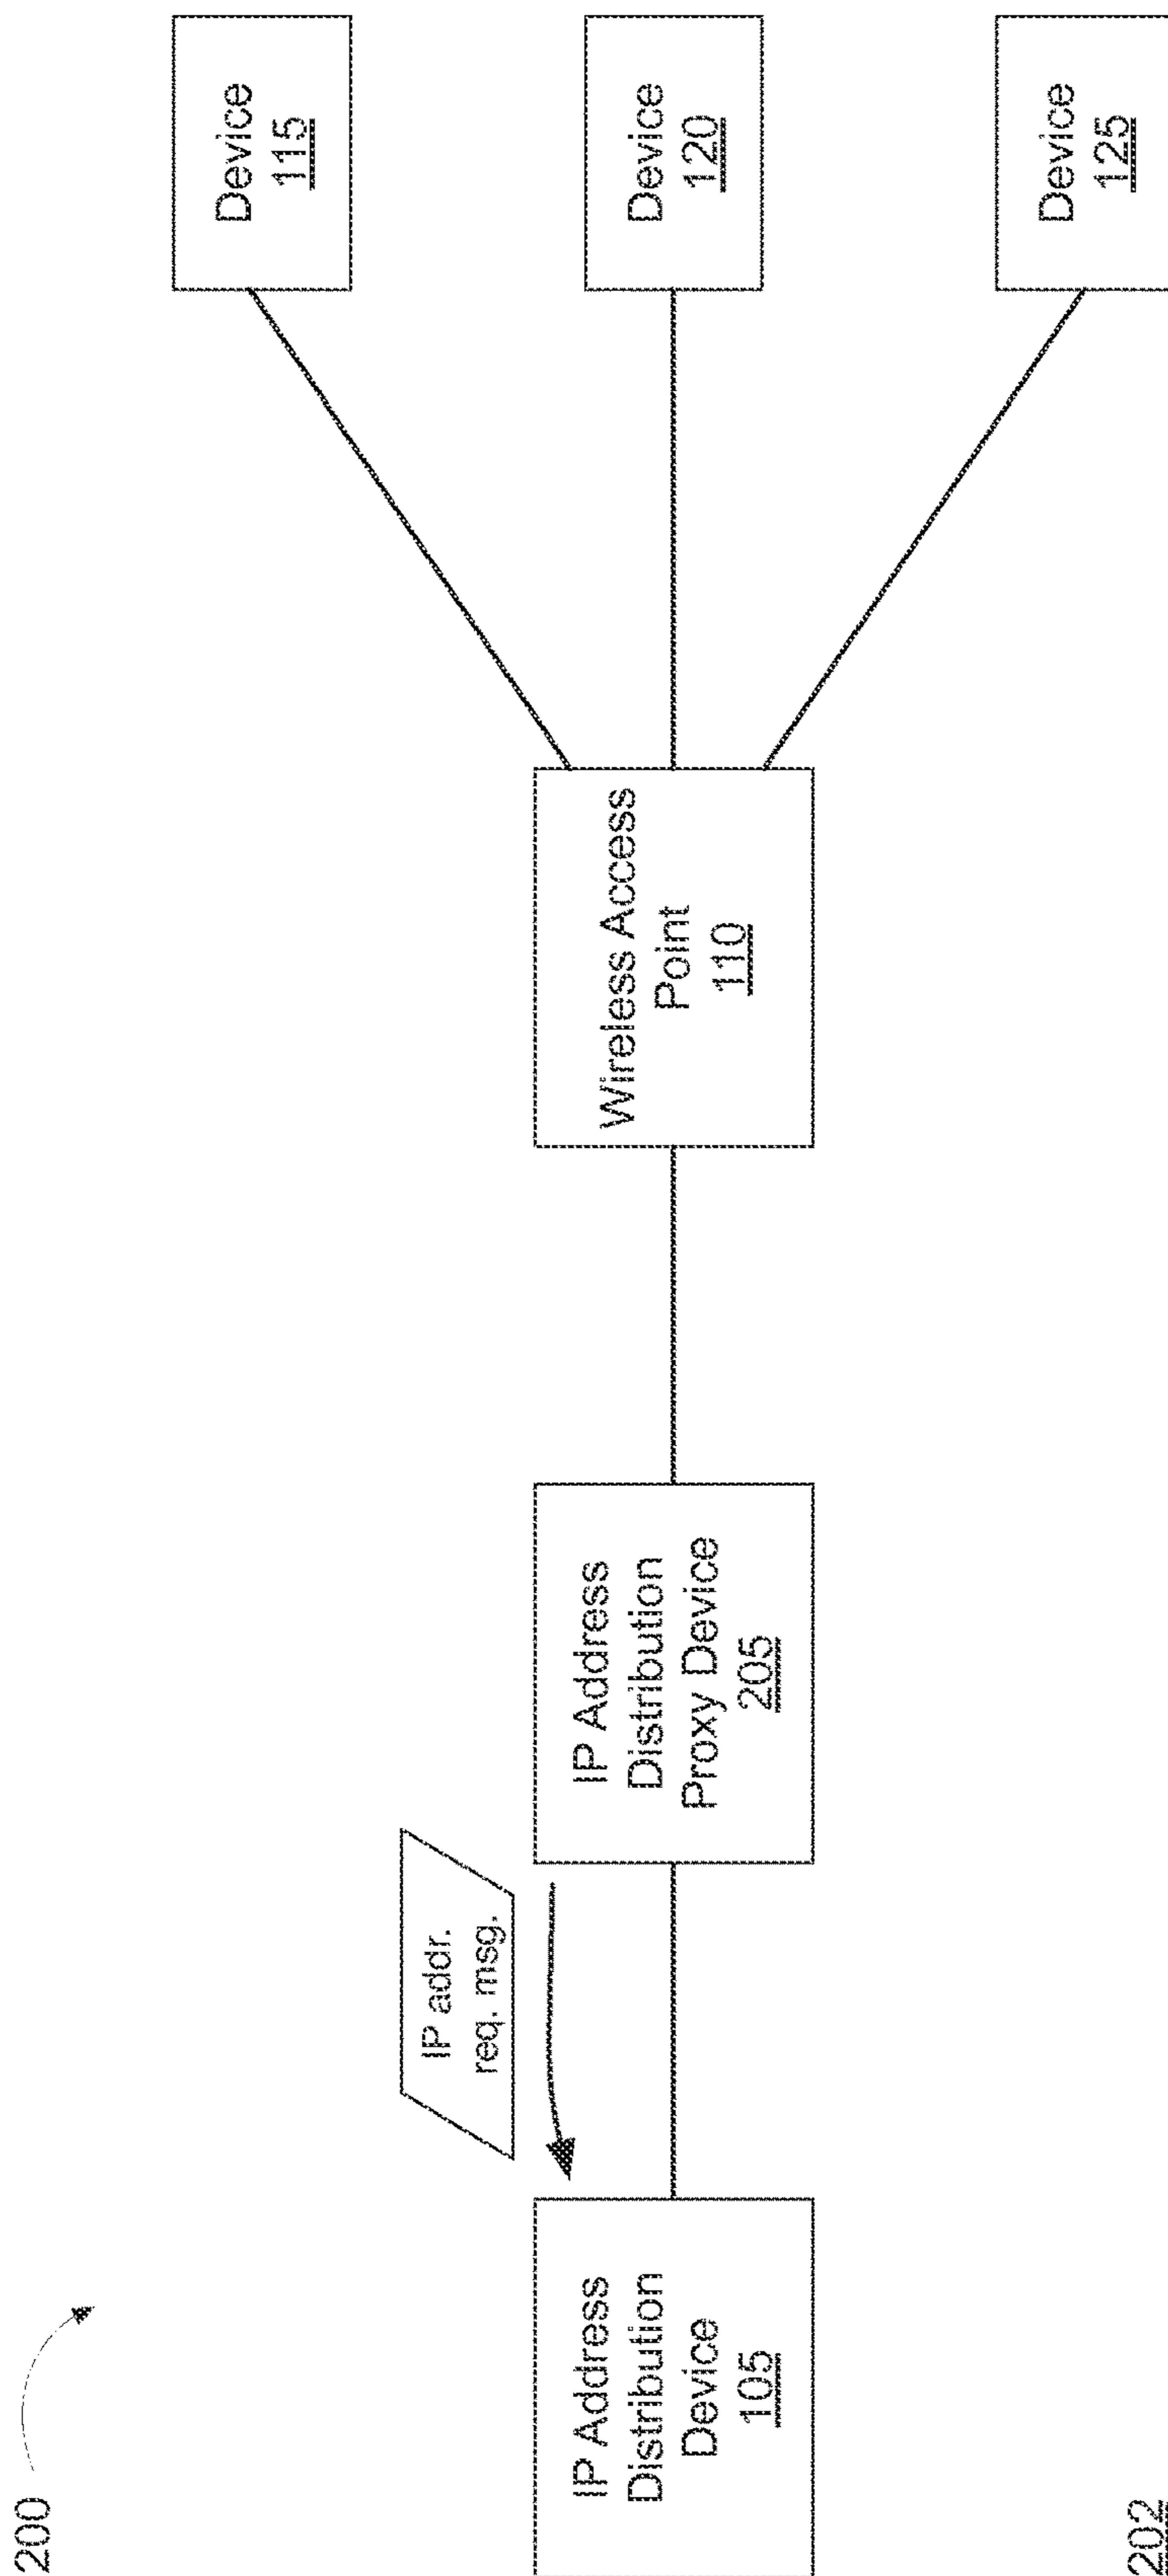 200
IP Address
Distribution
Device
105
IP addr.
req. msg.
IP Address
Distribution
Proxy Device
205
Wireless Access
Point
110
Device
115
Device
120
Device
125
202